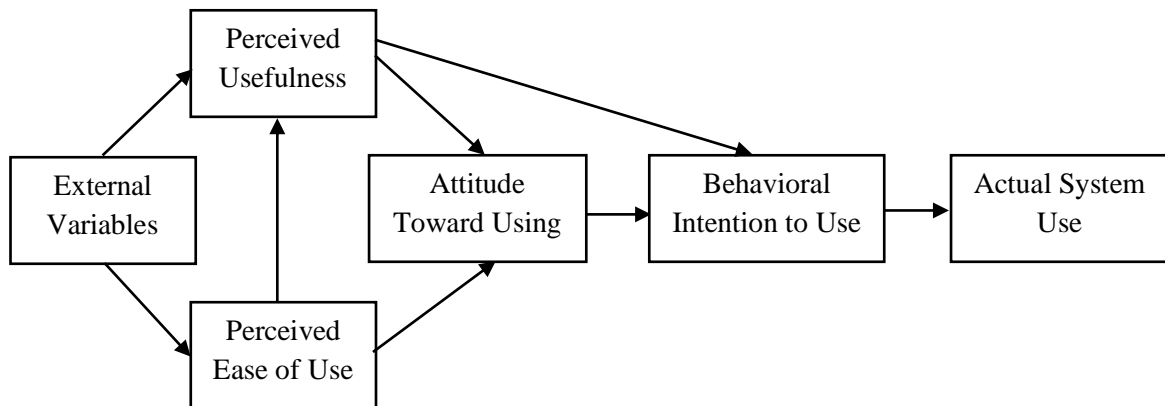 Perceived
Usefulness
External
Variables
Attitude
Toward Using
Behavioral
Intention to Use
Actual System
Use
Perceived
Ease of Use